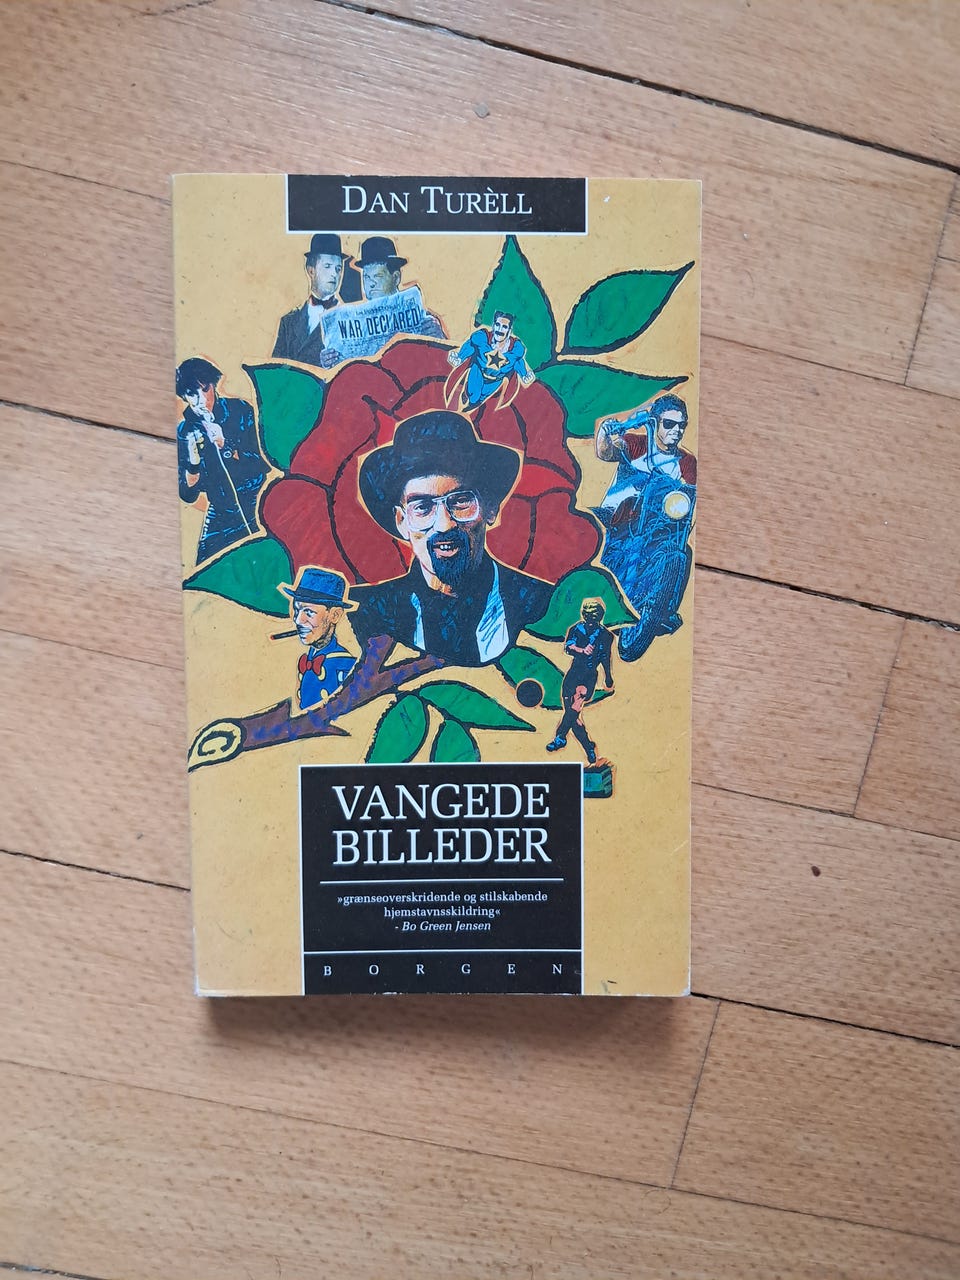 DAN TURÈLL
WAR DECLARED
C
VANGEDE
BILLEDER
»grænseoverskridende og stilskabende
hjemstavnsskildring«
- Bo Green Jensen
BORGEN